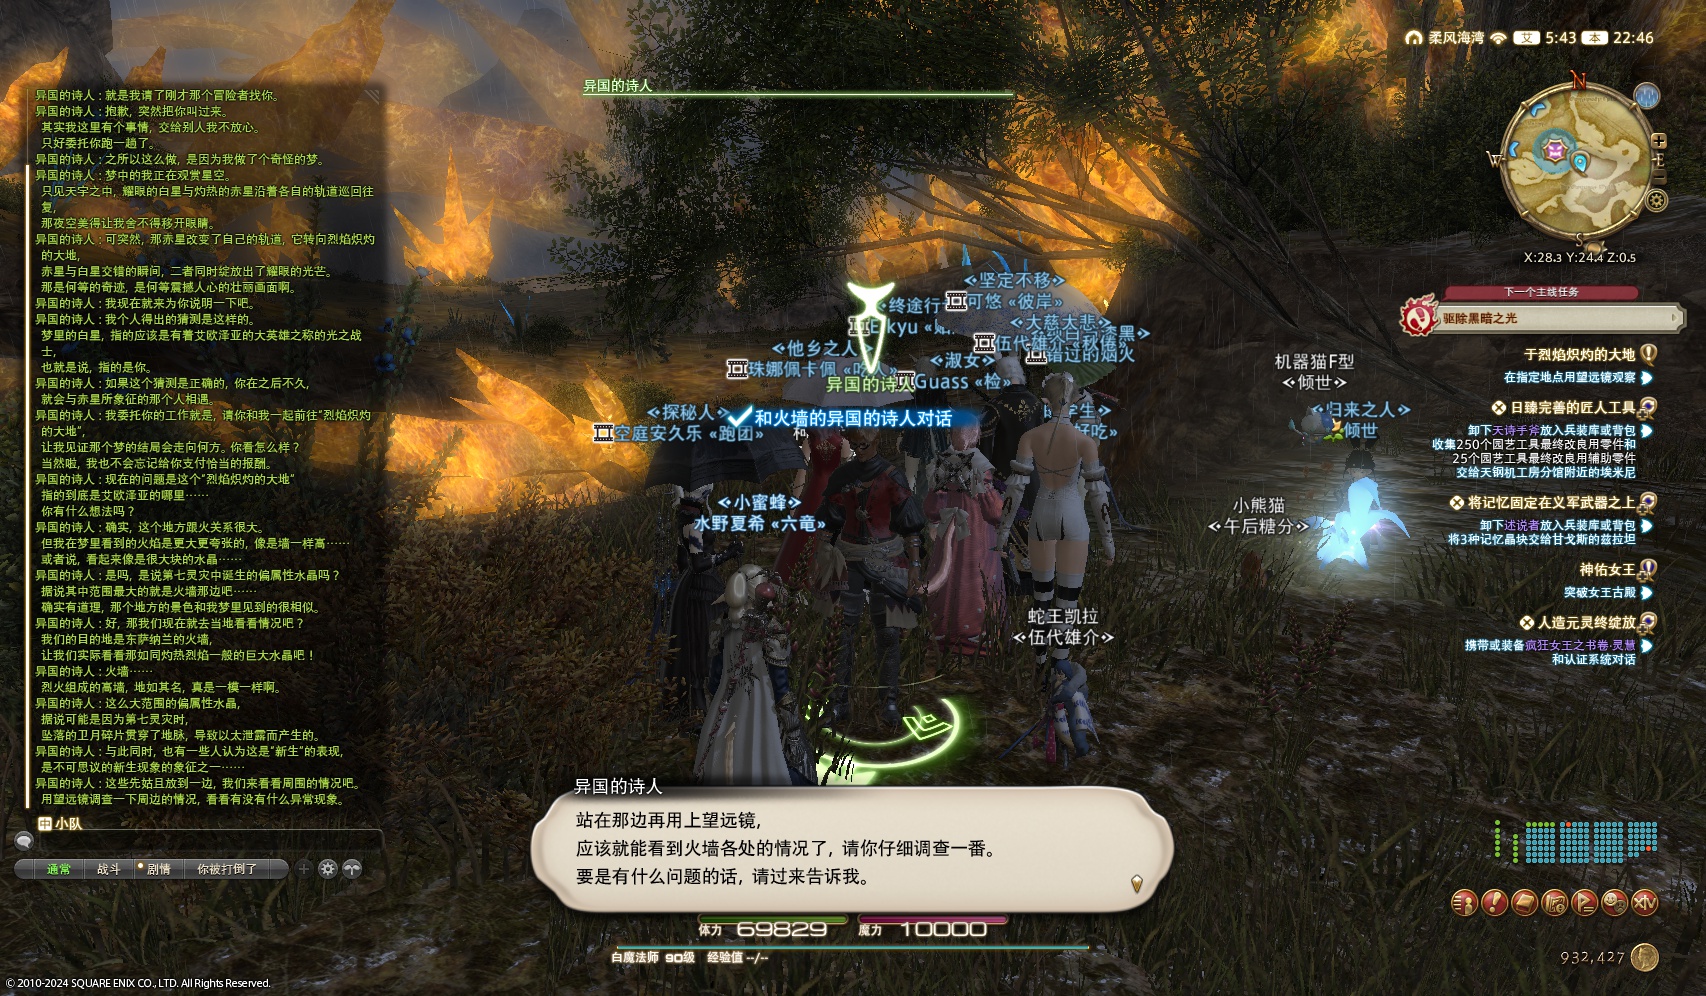 异国的诗人：就是我请了刚才那个冒险者找你。
异国的诗人：抱歉，突然把你叫过来。
其实我这里有个事情，交给别人我不放心。
只好委托你跑一趟了。
异国的诗人：之所以这么做，是因为我做了个奇怪的梦。
异国的诗人：梦中的我正在观赏星空。
只见天宇之中，耀眼的白星与灼热的赤星沿着各自的轨道巡回往
复，
那夜空美得让我舍不得移开眼睛。
异国的诗人：可突然，那赤星改变了自己的轨道，它转向烈焰炽灼
的大地，
赤星与白星交错的瞬间，二者同时绽放出了耀眼的光芒。
那是何等的奇迹，是何等震撼人心的壮丽画面啊。
异国的诗人：我现在就来为你说明一下吧。
异国的诗人：我个人得出的猜测是这样的。
梦里的白星，指的应该是有着艾欧泽亚的大英雄之称的光之战
士，
也就是说，指的是你。
异国的诗人：如果这个猜测是正确的，你在之后不久，
就会与赤星所象征的那个人相遇。
异国的诗人：我委托你的工作就是，请你和我一起前往“烈焰炽灼
的大地”，
让我见证那个梦的结局会走向何方。你看怎么样？
当然啦，我也不会忘记给你支付恰当的报酬。
异国的诗人：现在的问题是这个“烈焰炽灼的大地”
指的到底是艾欧泽亚的哪里……
你有什么想法吗？
异国的诗人：确实，这个地方跟火关系很大。
但我在梦里看到的火焰是更大更夸张的，像是墙一样高……
或者说，看起来像是很大块的水晶……
异国的诗人：是吗，是说第七灵灾中诞生的偏属性水晶吗？
据说其中范围最大的就是火墙那边吧……
确实有道理，那个地方的景色和我梦里见到的很相似。
异国的诗人：好，那我们现在就去当地看看情况吧？
我们的目的地是东萨纳兰的火墙，
让我们实际看看那如同灼热烈焰一般的巨大水晶吧！
异国的诗人：火墙……
烈火组成的高墙，地如其名，真是一模一样啊。
异国的诗人：这么大范围的偏属性水晶，
据说可能是因为第七灵灾时，
坠落的卫月碎片贯穿了地脉，导致以太泄露而产生的。
异国的诗人：与此同时，也有一些人认为这是“新生”的表现，
是不可思议的新生现象的象征之一……
异国的诗人：这些先姑且放到一边，我们来看看周围的情况吧。
用望远镜调查一下周边的情况，看看有没有什么异常现象。
中 小队
通常 战斗 剧情 你被打倒了
异国的诗人
«坚定不移»
可悠 «彼岸»
«终途行
«大慈大悲»
漆黑»
伍代雄介
错过的烟火
«他乡之人»
珠娜佩卡佩
«淑女»
Guass «检»
异国的诗人
«探秘人»
空庭安久乐 «跑团»
和火墙的异国的诗人对话
学生»
好吃»
«小蜜蜂»
水野夏希 «六竜»
蛇王凯拉
«伍代雄介»
机器猫F型
«倾世»
«归来之人»
倾世
小熊猫
«午后糖分»
异国的诗人
站在那边再用上望远镜，
应该就能看到火墙各处的情况了，请你仔细调查一番。
要是有什么问题的话，请过来告诉我。
体力 69829 魔力 10000
白魔法师 90级 经验值 --/--
柔风海湾 艾 5:43 本 22:46
N
W
E
S
X:28.3 Y:24.4 Z:0.5
下一个主线任务
驱除黑暗之光
于烈焰炽灼的大地
在指定地点用望远镜观察
日臻完善的匠人工具
卸下天诗手斧放入兵装库或背包
收集250个园艺工具最终改良用零件和
25个园艺工具最终改良用辅助零件
交给天钢机工房分馆附近的埃米尼
将记忆固定在义军武器之上
卸下述说者放入兵装库或背包
将3种记忆晶块交给甘戈斯的兹拉坦
神佑女王
突破女王古殿
人造元灵终绽放
携带或装备疯狂女王之书卷·灵慧
和认证系统对话
XIV
932,427
© 2010-2024 SQUARE ENIX CO., LTD. All Rights Reserved.